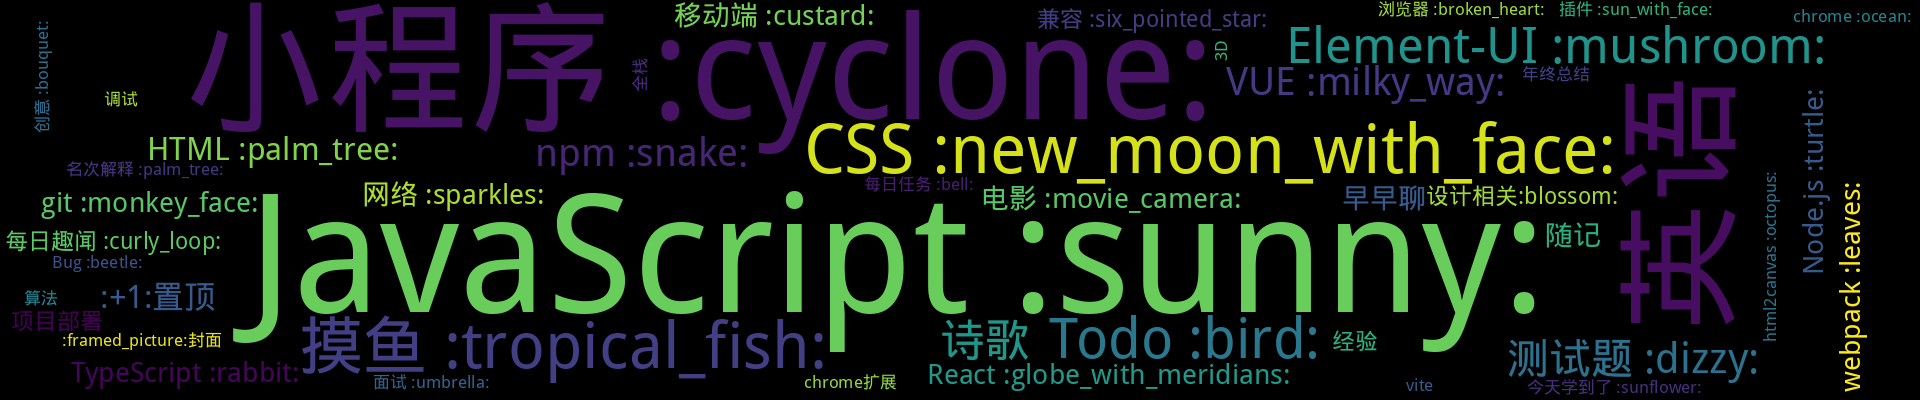 小程序 :cyclone:
移动端 :custard:
兼容 :six_pointed_star:
浏览器 :broken_heart:
插件 :sun_with_face:
chrome :ocean:
创意 :bouquet:
调试
全栈
3D
Element-UI :mushroom:
VUE :milky_way:
年终总结
HTML :palm_tree:
npm :snake:
CSS :new_moon_with_face:
英语
Node.js :turtle:
名次解释 :palm_tree:
网络 :sparkles:
每日任务 :bell:
电影 :movie_camera:
早早聊
设计相关:blossom:
git :monkey_face:
JavaScript :sunny:
随记
html2canvas :octopus:
webpack :leaves:
每日趣闻 :curly_loop:
Bug :beetle:
算法
:+1:置顶
项目部署
:framed_picture:封面
摸鱼 :tropical_fish:
诗歌
Todo :bird:
经验
测试题 :dizzy:
TypeScript :rabbit:
面试 :umbrella:
chrome扩展
React :globe_with_meridians:
vite
今天学到了 :sunflower: